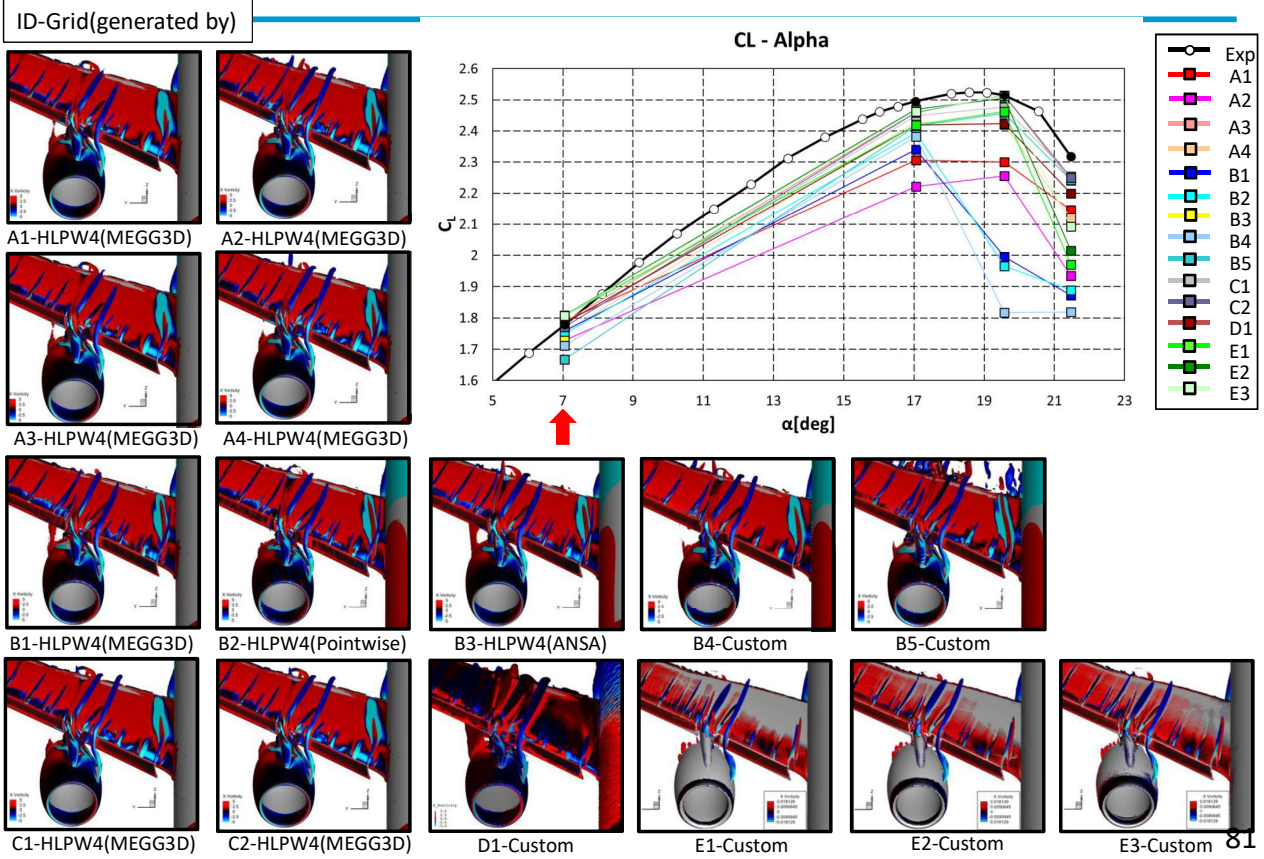 ID-Grid(generated by)
CL - Alpha
2.6
2.5
2.4
2.3
2.2
2.1
2
1.9
1.8
1.7
1.6
CL
5 7 9 11 13 15 17 19 21 23
α[deg]
Exp
A1
A2
A3
A4
B1
B2
B3
B4
B5
C1
C2
D1
E1
E2
E3
A1-HLPW4(MEGG3D) A2-HLPW4(MEGG3D)
A3-HLPW4(MEGG3D) A4-HLPW4(MEGG3D)
B1-HLPW4(MEGG3D) B2-HLPW4(Pointwise) B3-HLPW4(ANSA) B4-Custom B5-Custom
C1-HLPW4(MEGG3D) C2-HLPW4(MEGG3D) D1-Custom E1-Custom E2-Custom E3-Custom
81